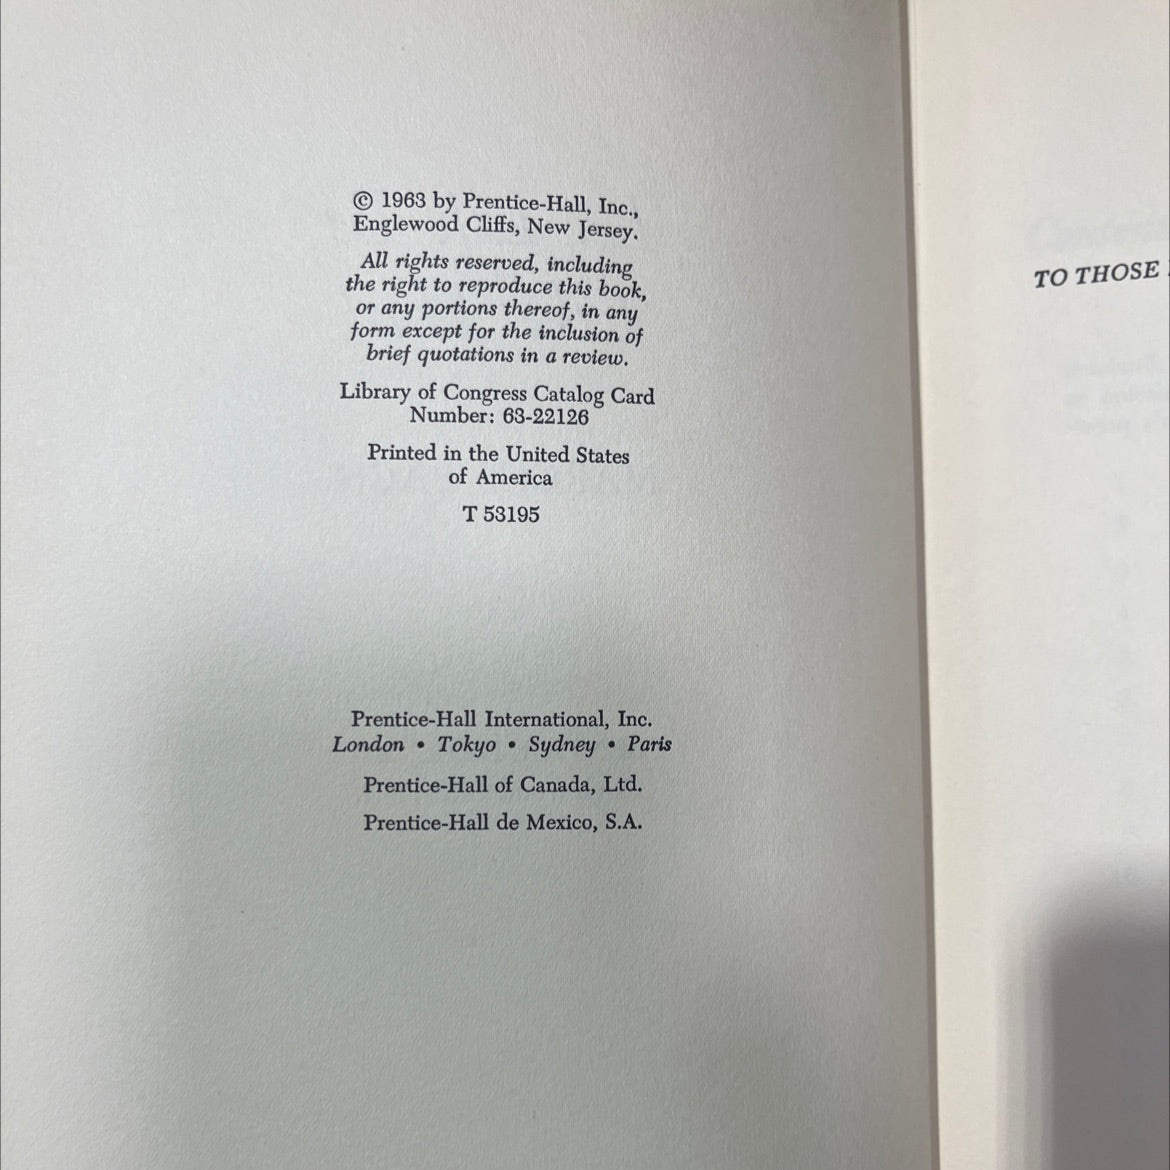 © 1963 by Prentice-Hall, Inc.,
Englewood Cliffs, New Jersey.
All rights reserved, including
the right to reproduce this book,
or any portions thereof, in any
form except for the inclusion of
brief quotations in a review.
Library of Congress Catalog Card
Number: 63-22126
Printed in the United States
of America
T 53195
Prentice-Hall International, Inc.
London • Tokyo • Sydney • Paris
Prentice-Hall of Canada, Ltd.
Prentice-Hall de Mexico, S.A.
TO THOSE